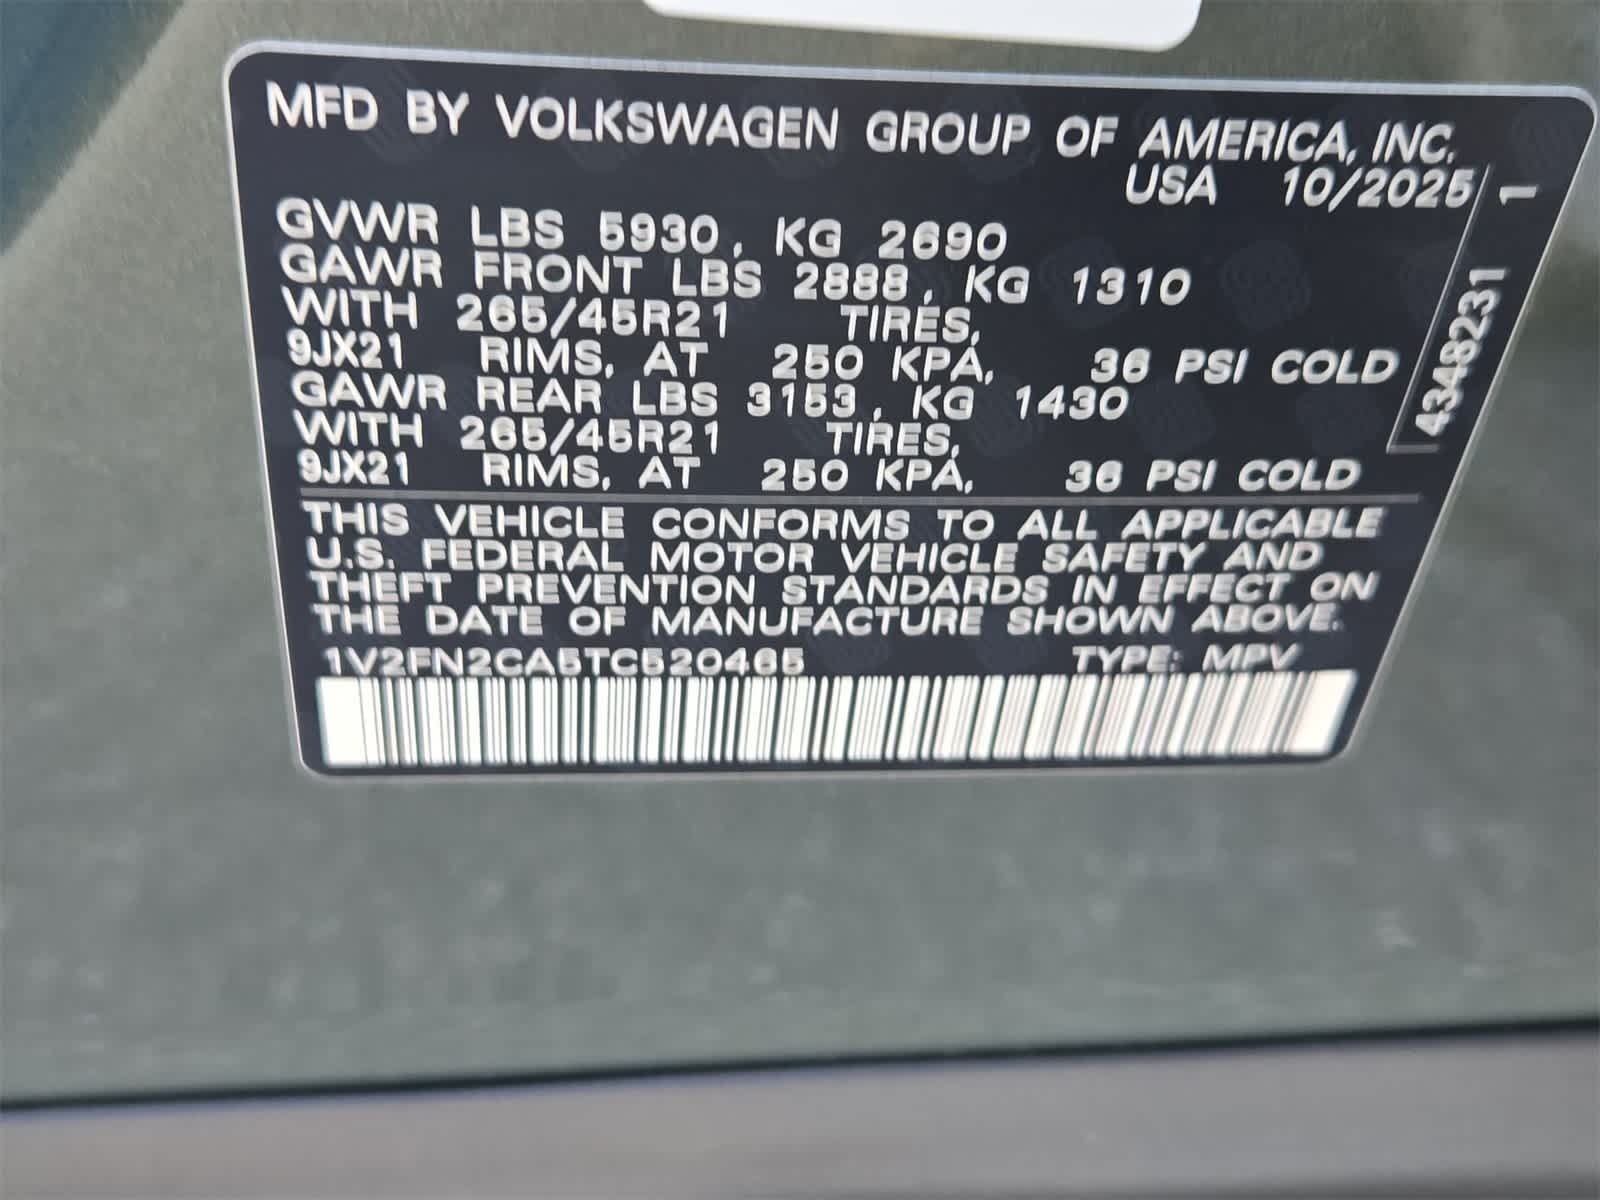 MFD BY VOLKSWAGEN GROUP OF AMERICA, INC.
USA 10/2025
GVWR LBS 5930, KG 2690
GAWR FRONT LBS 2888, KG 1310
WITH 265/45R21 TIRES,
9JX21 RIMS, AT 250 KPA, 36 PSI COLD
GAWR REAR LBS 3153, KG 1430
WITH 265/45R21 TIRES,
9JX21 RIMS, AT 250 KPA, 36 PSI COLD
THIS VEHICLE CONFORMS TO ALL APPLICABLE
U.S. FEDERAL MOTOR VEHICLE SAFETY AND
THEFT PREVENTION STANDARDS IN EFFECT ON
THE DATE OF MANUFACTURE SHOWN ABOVE.
1V2FN2CA5TC520465 TYPE: MPV
4348231 1